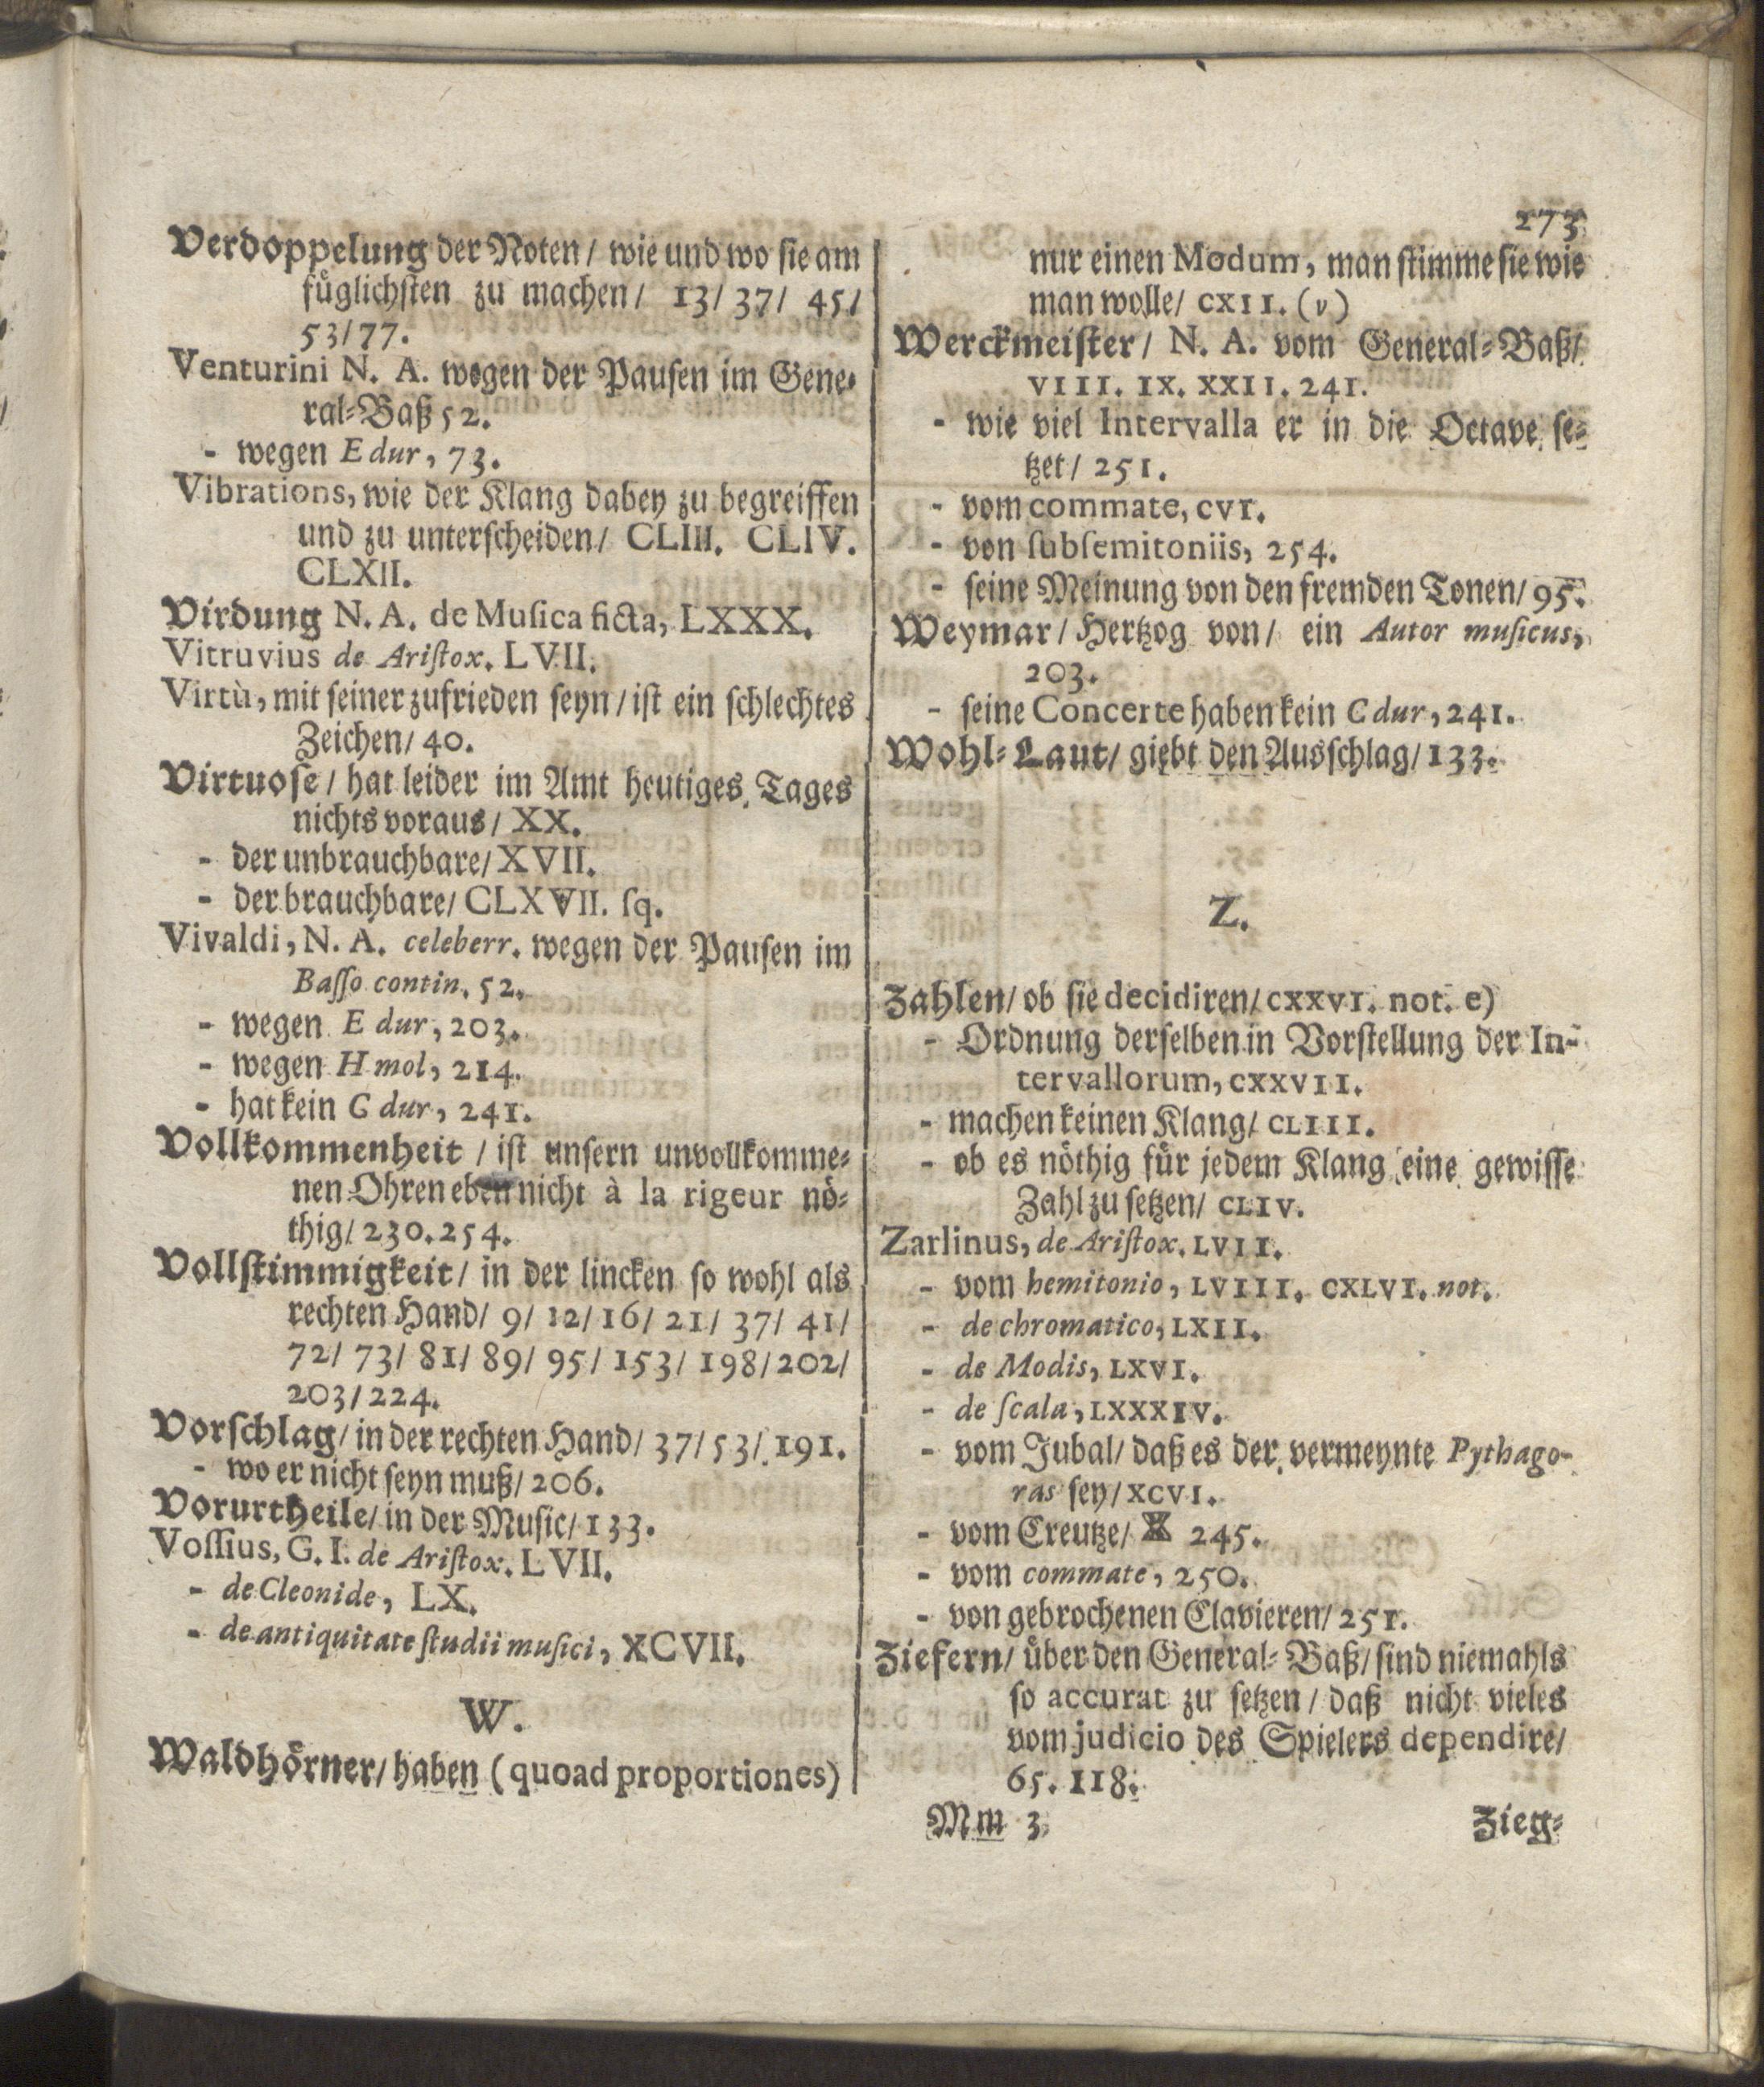 273
Verdoppelung der Noten/ wie und wo sie am
füglichsten zu machen/ 13/ 37/ 45/
53/77.
Venturini N. A. wegen der Pausen im Gene-
ral-Baß 52.
- wegen E dur, 73.
Vibrations, wie der Klang dabey zu begreiffen
und zu unterscheiden/ CLIII. CLIV.
CLXII.
Virdung N. A. de Musica ficta, LXXX.
Vitruvius de Aristox. LVII.
Virtù, mit seiner zufrieden seyn/ ist ein schlechtes
Zeichen/ 40.
Virtuose/ hat leider im Amt heutiges Tages
nichts voraus/ XX.
- der unbrauchbare/ XVII.
- der brauchbare/ CLXVII. sq.
Vivaldi, N. A. celeberr. wegen der Pausen im
Basso contin. 52.
- wegen E dur, 203.
- wegen H mol, 214.
- hat kein C dur, 241.
Vollkommenheit / ist unsern unvollkomme-
nen Ohren eben nicht à la rigeur nö-
thig/ 230. 254.
Vollstimmigkeit/ in der lincken so wohl als
rechten Hand/ 9/ 12/ 16/ 21/ 37/ 41/
72/ 73/ 81/ 89/ 95/ 153/ 198/ 202/
203/ 224.
Vorschlag/ in der rechten Hand/ 37/ 53/ 191.
- wo er nicht seyn muß/ 206.
Vorurtheile/ in der Music/ 133.
Vossius, G. I. de Aristox. LVII.
- de Cleonide, LX.
- de antiquitate studii musici, XCVII.
W.
Waldhörner/ haben (quoad proportiones)
nur einen Modum, man stimme sie wie
man wolle/ CXII. (v)
Werckmeister/ N. A. vom General-Baß/
VIII. IX. XXII. 241.
- wie viel Intervalla er in die Octave se-
tzet/ 251.
- vom commate, CVI.
- von subsemitoniis, 254.
- seine Meinung von den fremden Tonen/ 95.
Weymar/ Hertzog von/ ein Autor musicus,
203.
- seine Concerte haben kein C dur, 241.
Wohl-Laut/ giebt den Ausschlag/ 133.
Z.
Zahlen/ ob sie decidiren/ CXXVI. not. e)
- Ordnung derselben in Vorstellung der In-
tervallorum, CXXVII.
- machen keinen Klang/ CLIII.
- ob es nöthig für jedem Klang eine gewisse
Zahl zu setzen/ CLIV.
Zarlinus, de Aristox. LVII.
- vom hemitonio, LVIII. CXLVI. not.
- de chromatico, LXII.
- de Modis, LXVI.
- de scala, LXXXIV.
- vom Jubal/ daß es der vermeynte Pythago-
ras sey/ XCVI.
- vom Creutze/ 245.
- vom commate, 250.
- von gebrochenen Clavieren/ 251.
Ziefern/ über den General-Baß/ sind niemahls
so accurat zu setzen/ daß nicht vieles
vom judicio des Spielers dependire/
65. 118.
Mm 3
Zieg-